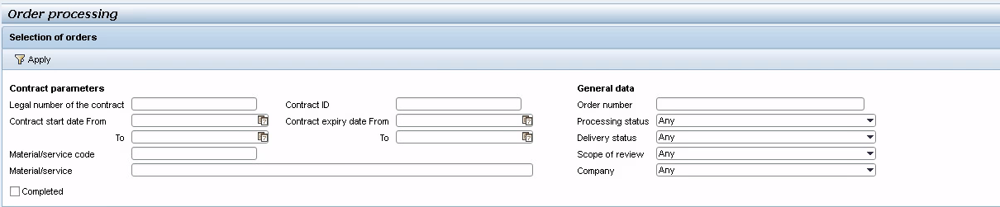 Order processing
Selection of orders
Apply
Contract parameters
General data
Legal number of the contract
Contract ID
Order number
Contract start date From
Contract expiry date From
Processing status Any
To
To
Delivery status Any
Material/service code
Scope of review Any
Material/service
Company Any
Completed